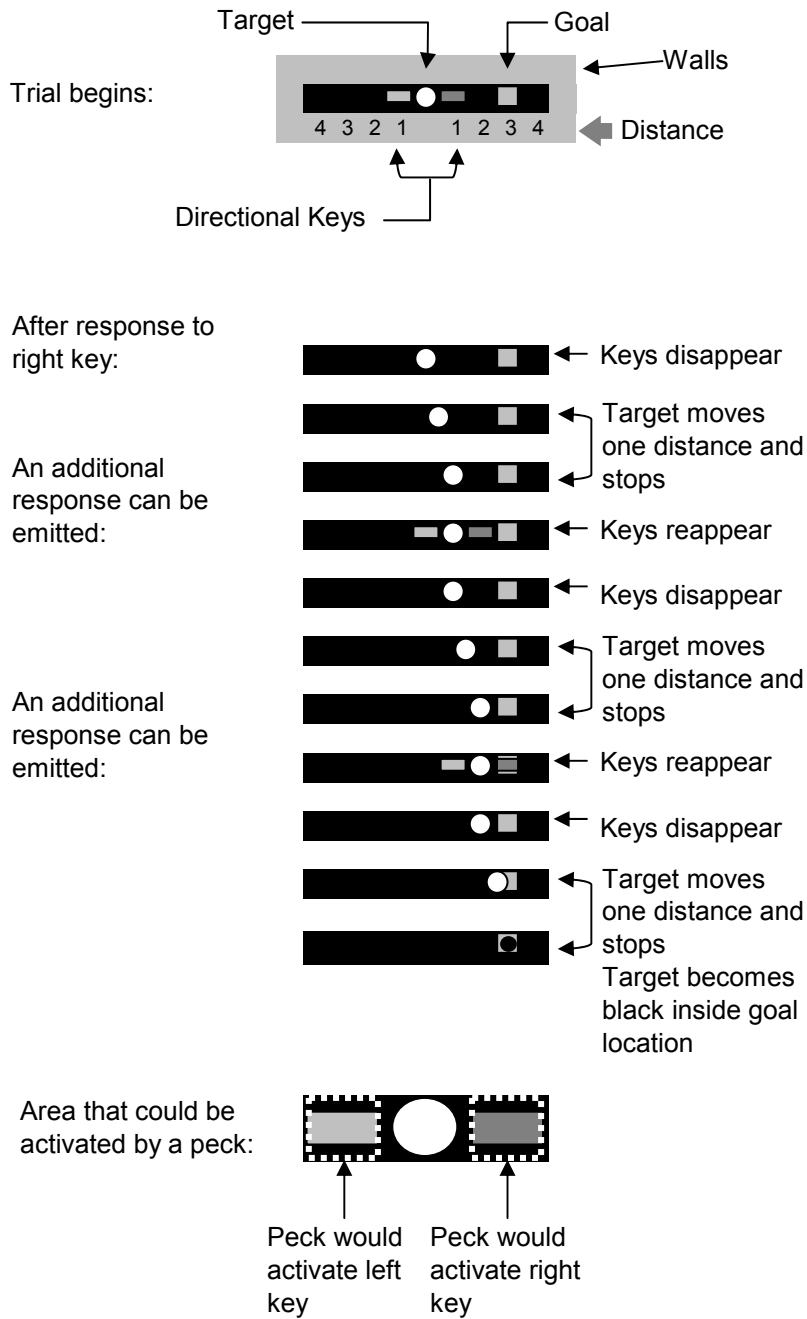 Target
Goal
Walls
Trial begins:
4 3 2 1 1 2 3 4
Distance
Directional Keys
After response to
right key:
Keys disappear
Target moves
one distance and
stops
An additional
response can be
emitted:
Keys reappear
Keys disappear
Target moves
one distance and
stops
An additional
response can be
emitted:
Keys reappear
Keys disappear
Target moves
one distance and
stops
Target becomes
black inside goal
location
Area that could be
activated by a peck:
Peck would
activate left
key
Peck would
activate right
key